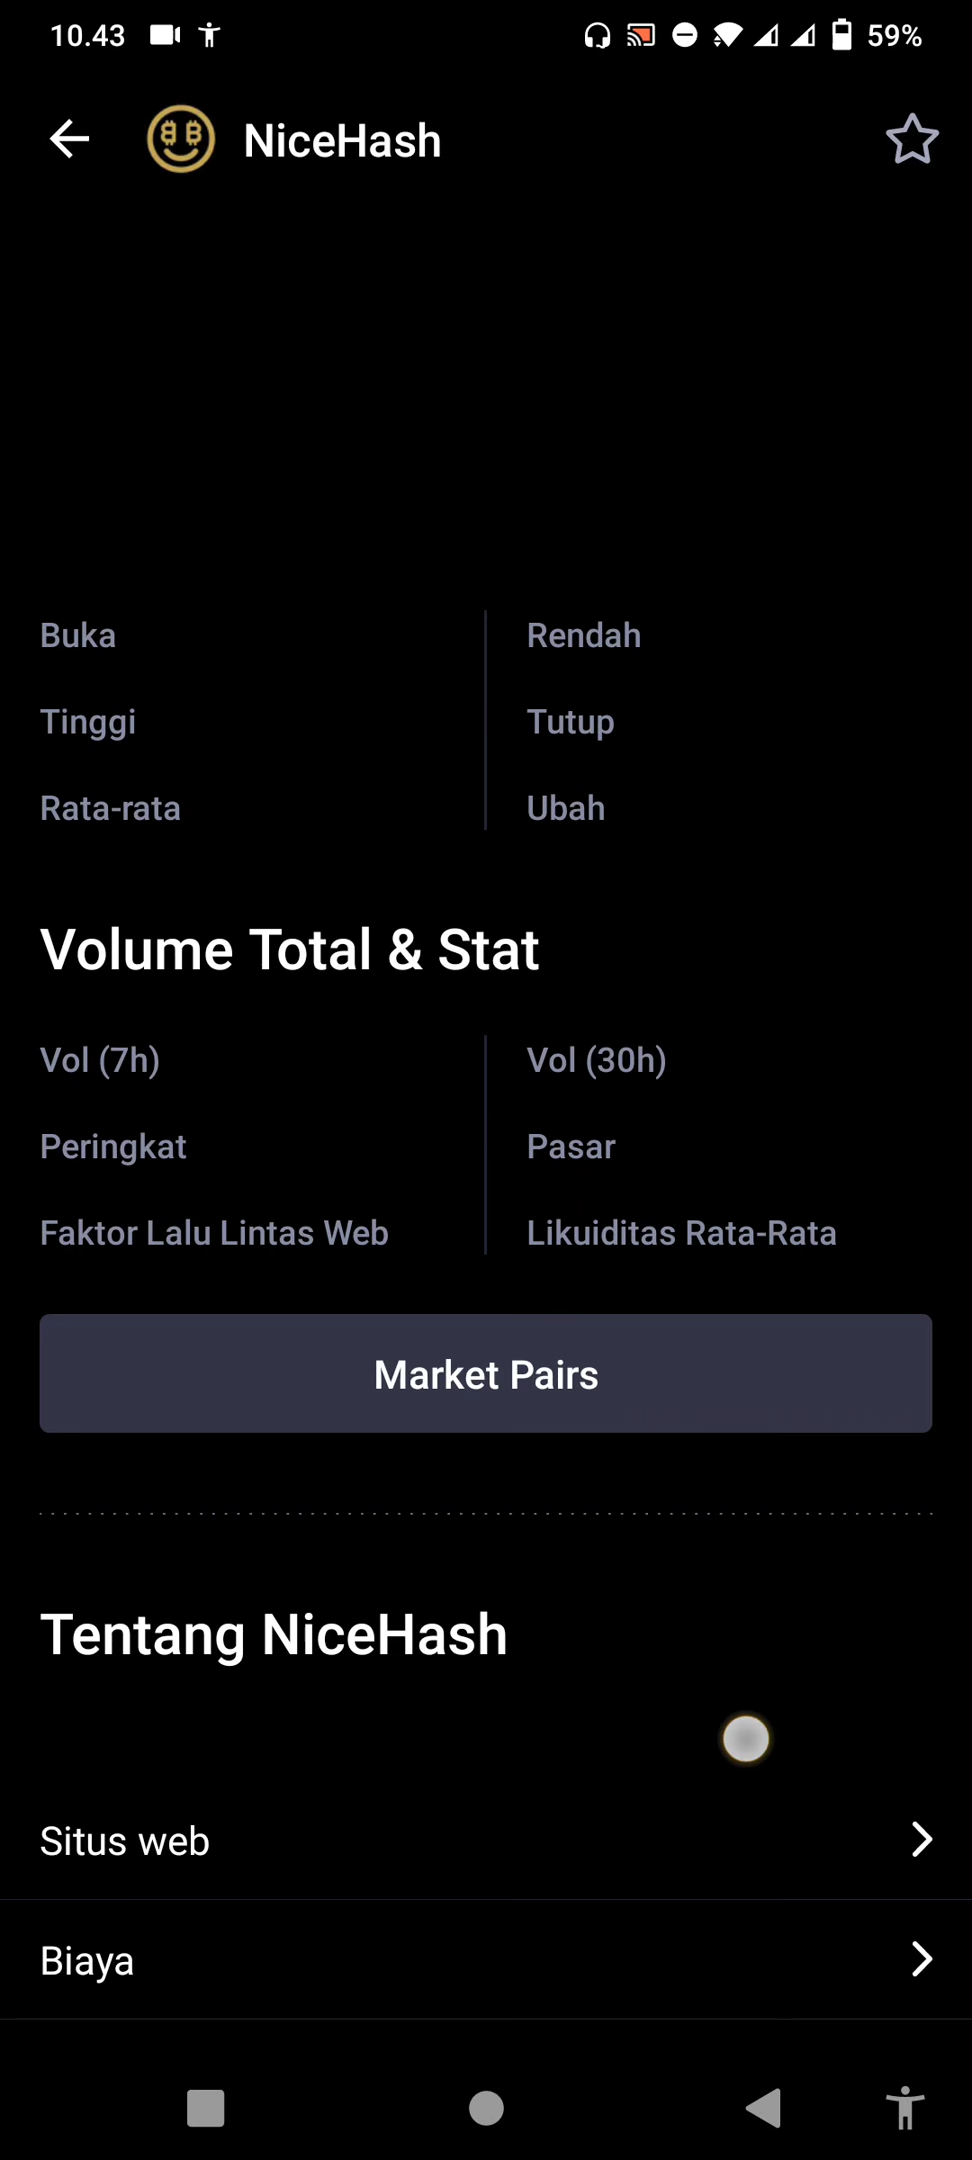 10.43
59%
NiceHash
Buka
Rendah
Tinggi
Tutup
Rata-rata
Ubah
Volume Total & Stat
Vol (7h)
Vol (30h)
Peringkat
Pasar
Faktor Lalu Lintas Web
Likuiditas Rata-Rata
Market Pairs
Tentang NiceHash
Situs web
Biaya